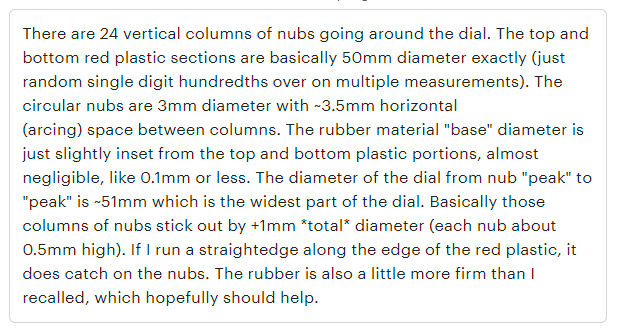 There are 24 vertical columns of nubs going around the dial. The top and
bottom red plastic sections are basically 50mm diameter exactly (just
random single digit hundredths over on multiple measurements). The
circular nubs are 3mm diameter with ~3.5mm horizontal
(arcing) space between columns. The rubber material "base" diameter is
just slightly inset from the top and bottom plastic portions, almost
negligible, like 0.1mm or less. The diameter of the dial from nub "peak" to
"peak" is ~51mm which is the widest part of the dial. Basically those
columns of nubs stick out by +1mm *total* diameter (each nub about
0.5mm high). If I run a straightedge along the edge of the red plastic, it
does catch on the nubs. The rubber is also a little more firm than I
recalled, which hopefully should help.